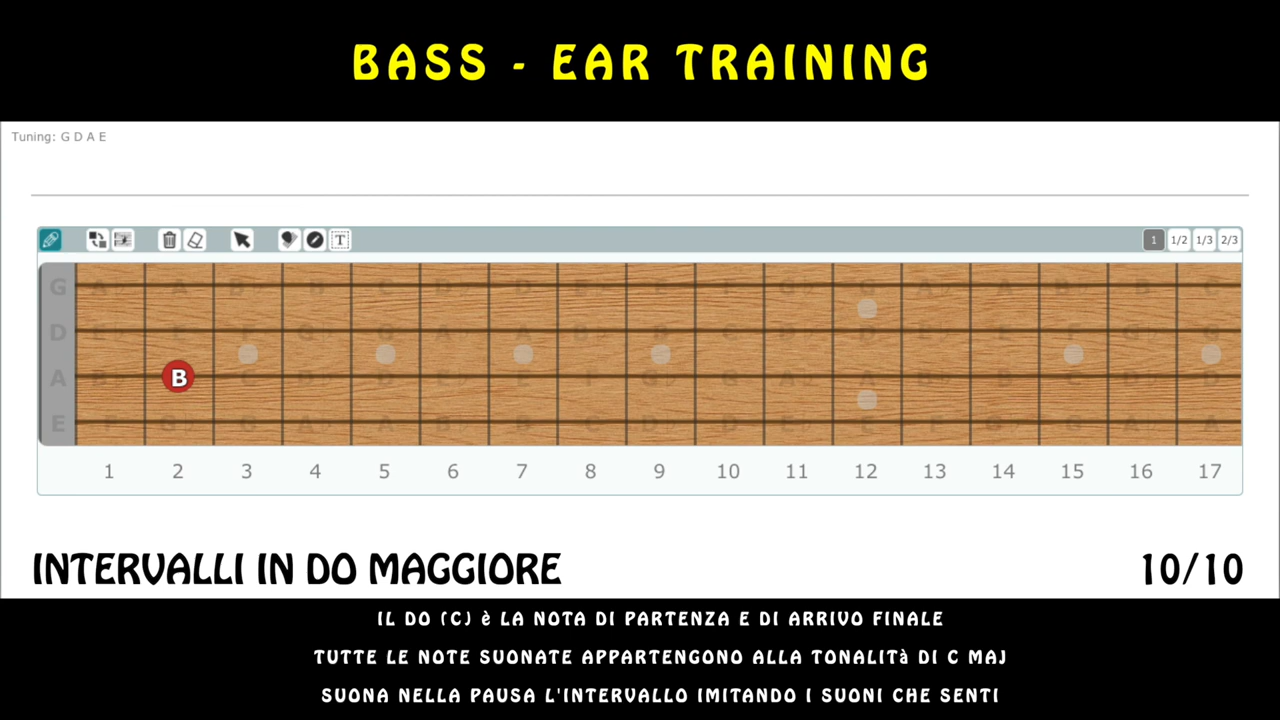 BASS - EAR TRAINING
Tuning: G D A E
1 1/2 1/3 2/3
T
G
D
A
E
B
1 2 3 4 5 6 7 8 9 10 11 12 13 14 15 16 17
INTERVALLI IN DO MAGGIORE
10/10
IL DO (C) è LA NOTA DI PARTENZA E DI ARRIVO FINALE
TUTTE LE NOTE SUONATE APPARTENGONO ALLA TONALITà DI C MAJ
SUONA NELLA PAUSA L'INTERVALLO IMITANDO I SUONI CHE SENTI